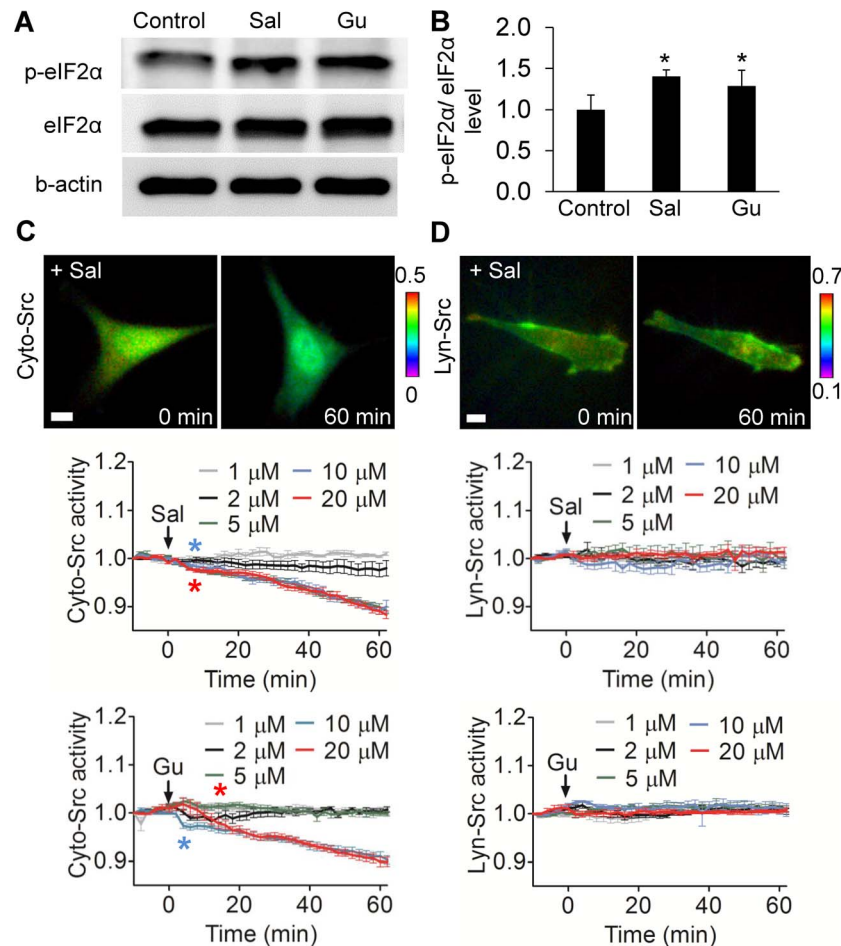 A
Control Sal Gu
p-eIF2α
eIF2α
b-actin
B
p-eIF2α/ eIF2α
level
2.0
1.5
1.0
0.5
0.0
* *
Control Sal Gu
C
Cyto-Src
+ Sal
0 min
60 min
0.5
0
D
Lyn-Src
0 min
60 min
0.7
0.1
Cyto-Src activity
1.2
1.1
1.0
0.9
1 μM 10 μM
2 μM 20 μM
5 μM
Sal
*
*
0 20 40 60
Time (min)
Lyn-Src activity
1.2
1.1
1.0
0.9
1 μM 10 μM
2 μM 20 μM
5 μM
Sal
0 20 40 60
Time (min)
Cyto-Src activity
1.2
1.1
1.0
0.9
1 μM 10 μM
2 μM 20 μM
5 μM
Gu
*
*
0 20 40 60
Time (min)
Lyn-Src activity
1.2
1.1
1.0
0.9
1 μM 10 μM
2 μM 20 μM
5 μM
Gu
0 20 40 60
Time (min)